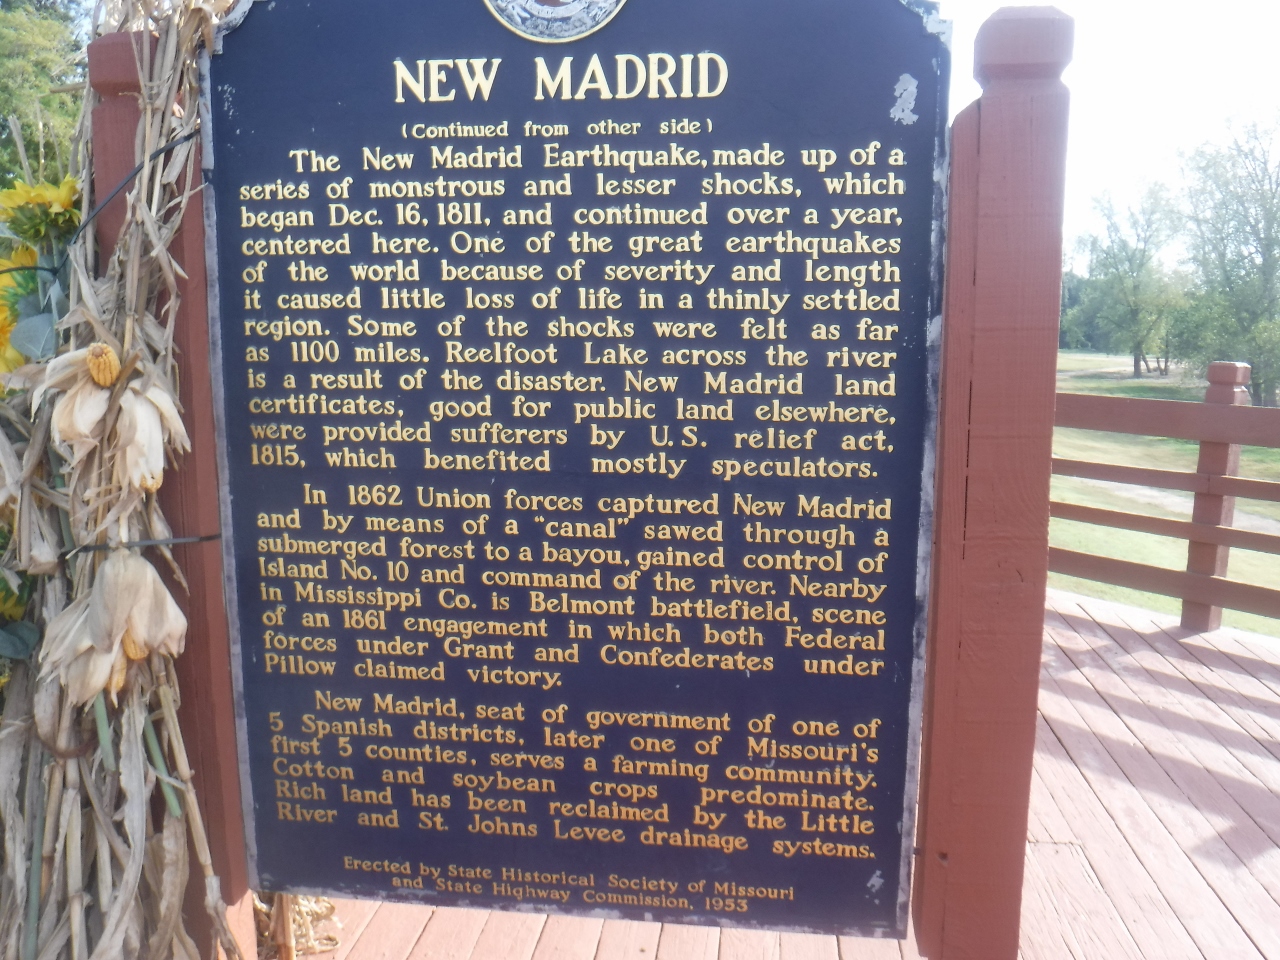 NEW MADRID
(Continued from other side)
The New Madrid Earthquake, made up of a
series of monstrous and lesser shocks, which
began Dec. 16, 1811, and continued over a year,
centered here. One of the great earthquakes
of the world because of severity and length
it caused little loss of life in a thinly settled
region. Some of the shocks were felt as far
as 1100 miles. Reelfoot Lake across the river
is a result of the disaster. New Madrid land
certificates, good for public land elsewhere,
were provided sufferers by U.S. relief act,
1815, which benefited mostly speculators.
In 1862 Union forces captured New Madrid
and by means of a "canal" sawed through a
submerged forest to a bayou, gained control of
Island No. 10 and command of the river. Nearby
in Mississippi Co. is Belmont battlefield, scene
of an 1861 engagement in which both Federal
forces under Grant and Confederates under
Pillow claimed victory.
New Madrid, seat of government of one of
5 Spanish districts, later one of Missouri's
first 5 counties, serves a farming community.
Cotton and soybean crops predominate.
Rich land has been reclaimed by the Little
River and St. Johns Levee drainage systems.
Erected by State Historical Society of Missouri
and State Highway Commission, 1953